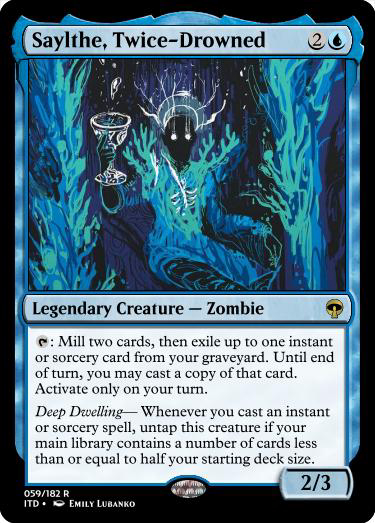 Saylthe, Twice-Drowned 2
Legendary Creature — Zombie
: Mill two cards, then exile up to one instant
or sorcery card from your graveyard. Until end
of turn, you may cast a copy of that card.
Activate only on your turn.
Deep Dwelling— Whenever you cast an instant
or sorcery spell, untap this creature if your
main library contains a number of cards less
than or equal to half your starting deck size.
2/3
059/182 R
ITD • EMILY LUBANKO